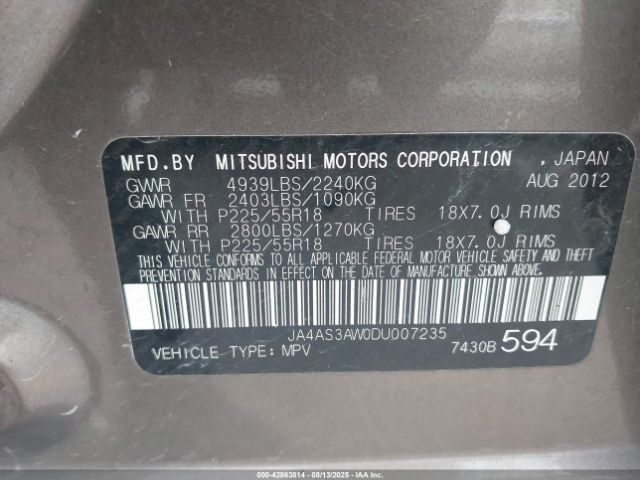 MFD.BY MITSUBISHI MOTORS CORPORATION , JAPAN
GVWR 4939LBS/2240KG AUG 2012
GAWR FR 2403LBS/1090KG
WITH P225/55R18 TIRES 18X7.0J RIMS
GAWR RR 2800LBS/1270KG
WITH P225/55R18 TIRES 18X7.0J RIMS
THIS VEHICLE CONFORMS TO ALL APPLICABLE FEDERAL MOTOR VEHICLE SAFETY AND THEFT
PREVENTION STANDARDS IN EFFECT ON THE DATE OF MANUFACTURE SHOWN ABOVE.
JA4AS3AW0DU007235
VEHICLE TYPE: MPV 7430B 594
000-42863814 - 08/13/2025 - IAAI.COM